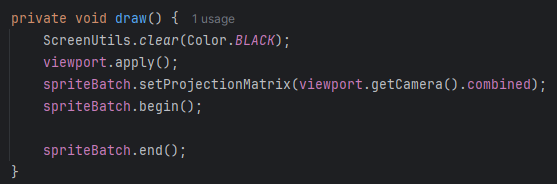 private void draw() { 1 usage
ScreenUtils.clear(Color.BLACK);
viewport.apply();
spriteBatch.setProjectionMatrix(viewport.getCamera().combined);
spriteBatch.begin();
spriteBatch.end();
}